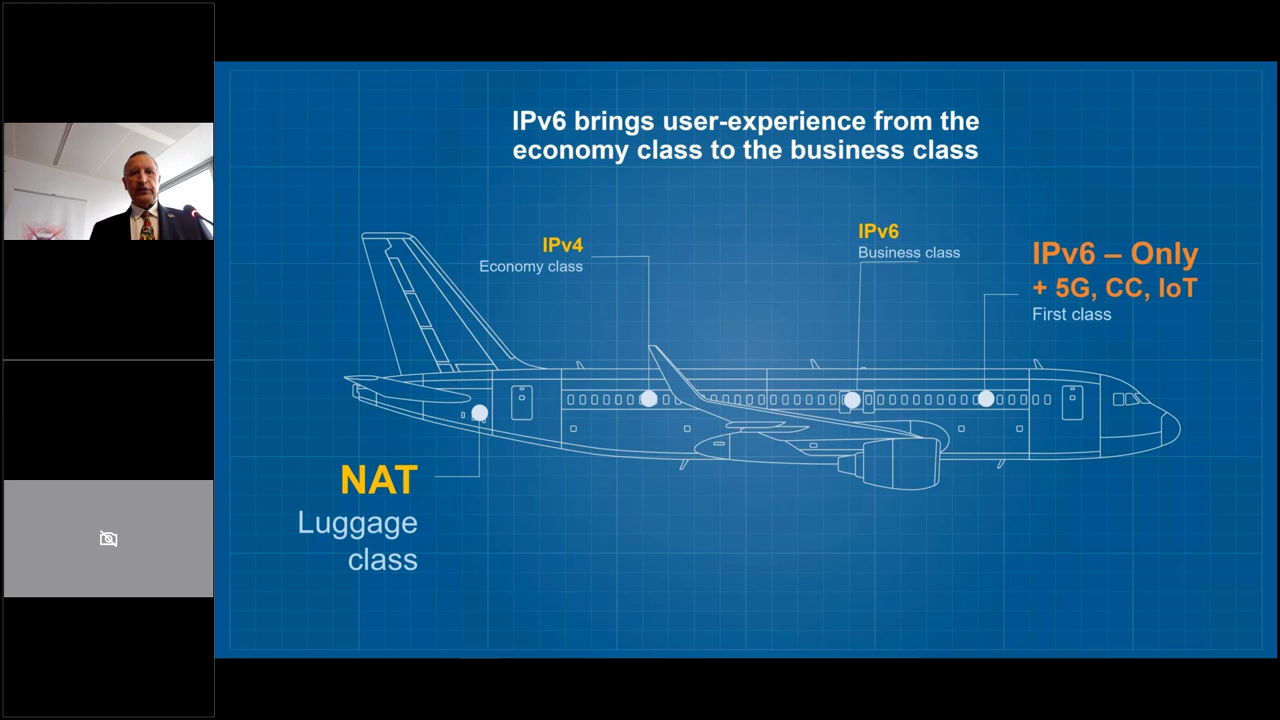 IPv6 brings user-experience from the
economy class to the business class
IPv4
Economy class
IPv6
Business class
IPv6 – Only
+ 5G, CC, IoT
First class
NAT
Luggage
class